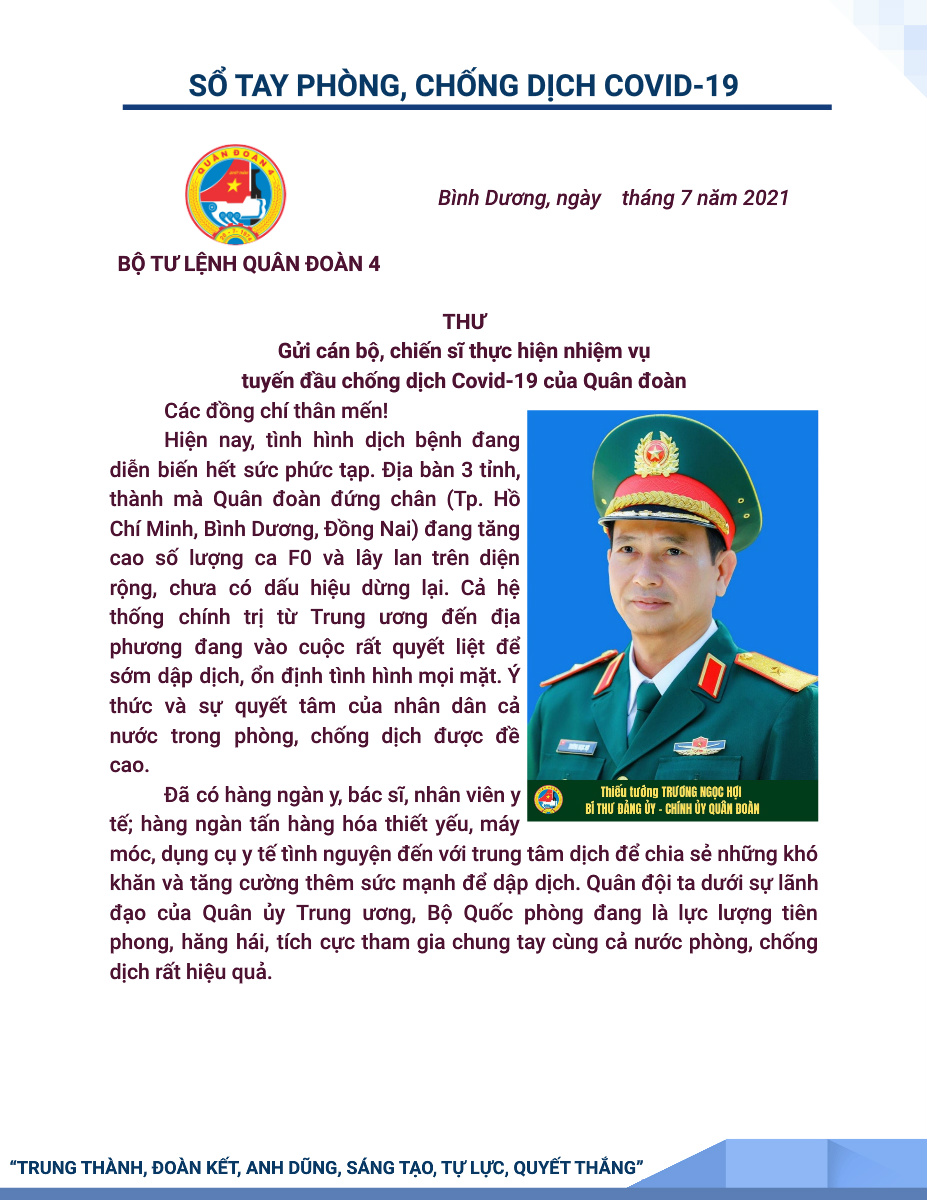 SỔ TAY PHÒNG, CHỐNG DỊCH COVID-19
QUÂN ĐOÀN 4
Bình Dương, ngày    tháng 7 năm 2021
BỘ TƯ LỆNH QUÂN ĐOÀN 4
THƯ
Gửi cán bộ, chiến sĩ thực hiện nhiệm vụ
tuyến đầu chống dịch Covid-19 của Quân đoàn
Các đồng chí thân mến!
Hiện nay, tình hình dịch bệnh đang
diễn biến hết sức phức tạp. Địa bàn 3 tỉnh,
thành mà Quân đoàn đứng chân (Tp. Hồ
Chí Minh, Bình Dương, Đồng Nai) đang tăng
cao số lượng ca F0 và lây lan trên diện
rộng, chưa có dấu hiệu dừng lại. Cả hệ
thống chính trị từ Trung ương đến địa
phương đang vào cuộc rất quyết liệt để
sớm dập dịch, ổn định tình hình mọi mặt. Ý
thức và sự quyết tâm của nhân dân cả
nước trong phòng, chống dịch được đề
cao.
Thiếu tướng TRƯƠNG NGỌC HỢI
BÍ THƯ ĐẢNG ỦY - CHÍNH ỦY QUÂN ĐOÀN
Đã có hàng ngàn y, bác sĩ, nhân viên y
tế; hàng ngàn tấn hàng hóa thiết yếu, máy
móc, dụng cụ y tế tình nguyện đến với trung tâm dịch để chia sẻ những khó
khăn và tăng cường thêm sức mạnh để dập dịch. Quân đội ta dưới sự lãnh
đạo của Quân ủy Trung ương, Bộ Quốc phòng đang là lực lượng tiên
phong, hăng hái, tích cực tham gia chung tay cùng cả nước phòng, chống
dịch rất hiệu quả.
“TRUNG THÀNH, ĐOÀN KẾT, ANH DŨNG, SÁNG TẠO, TỰ LỰC, QUYẾT THẮNG”